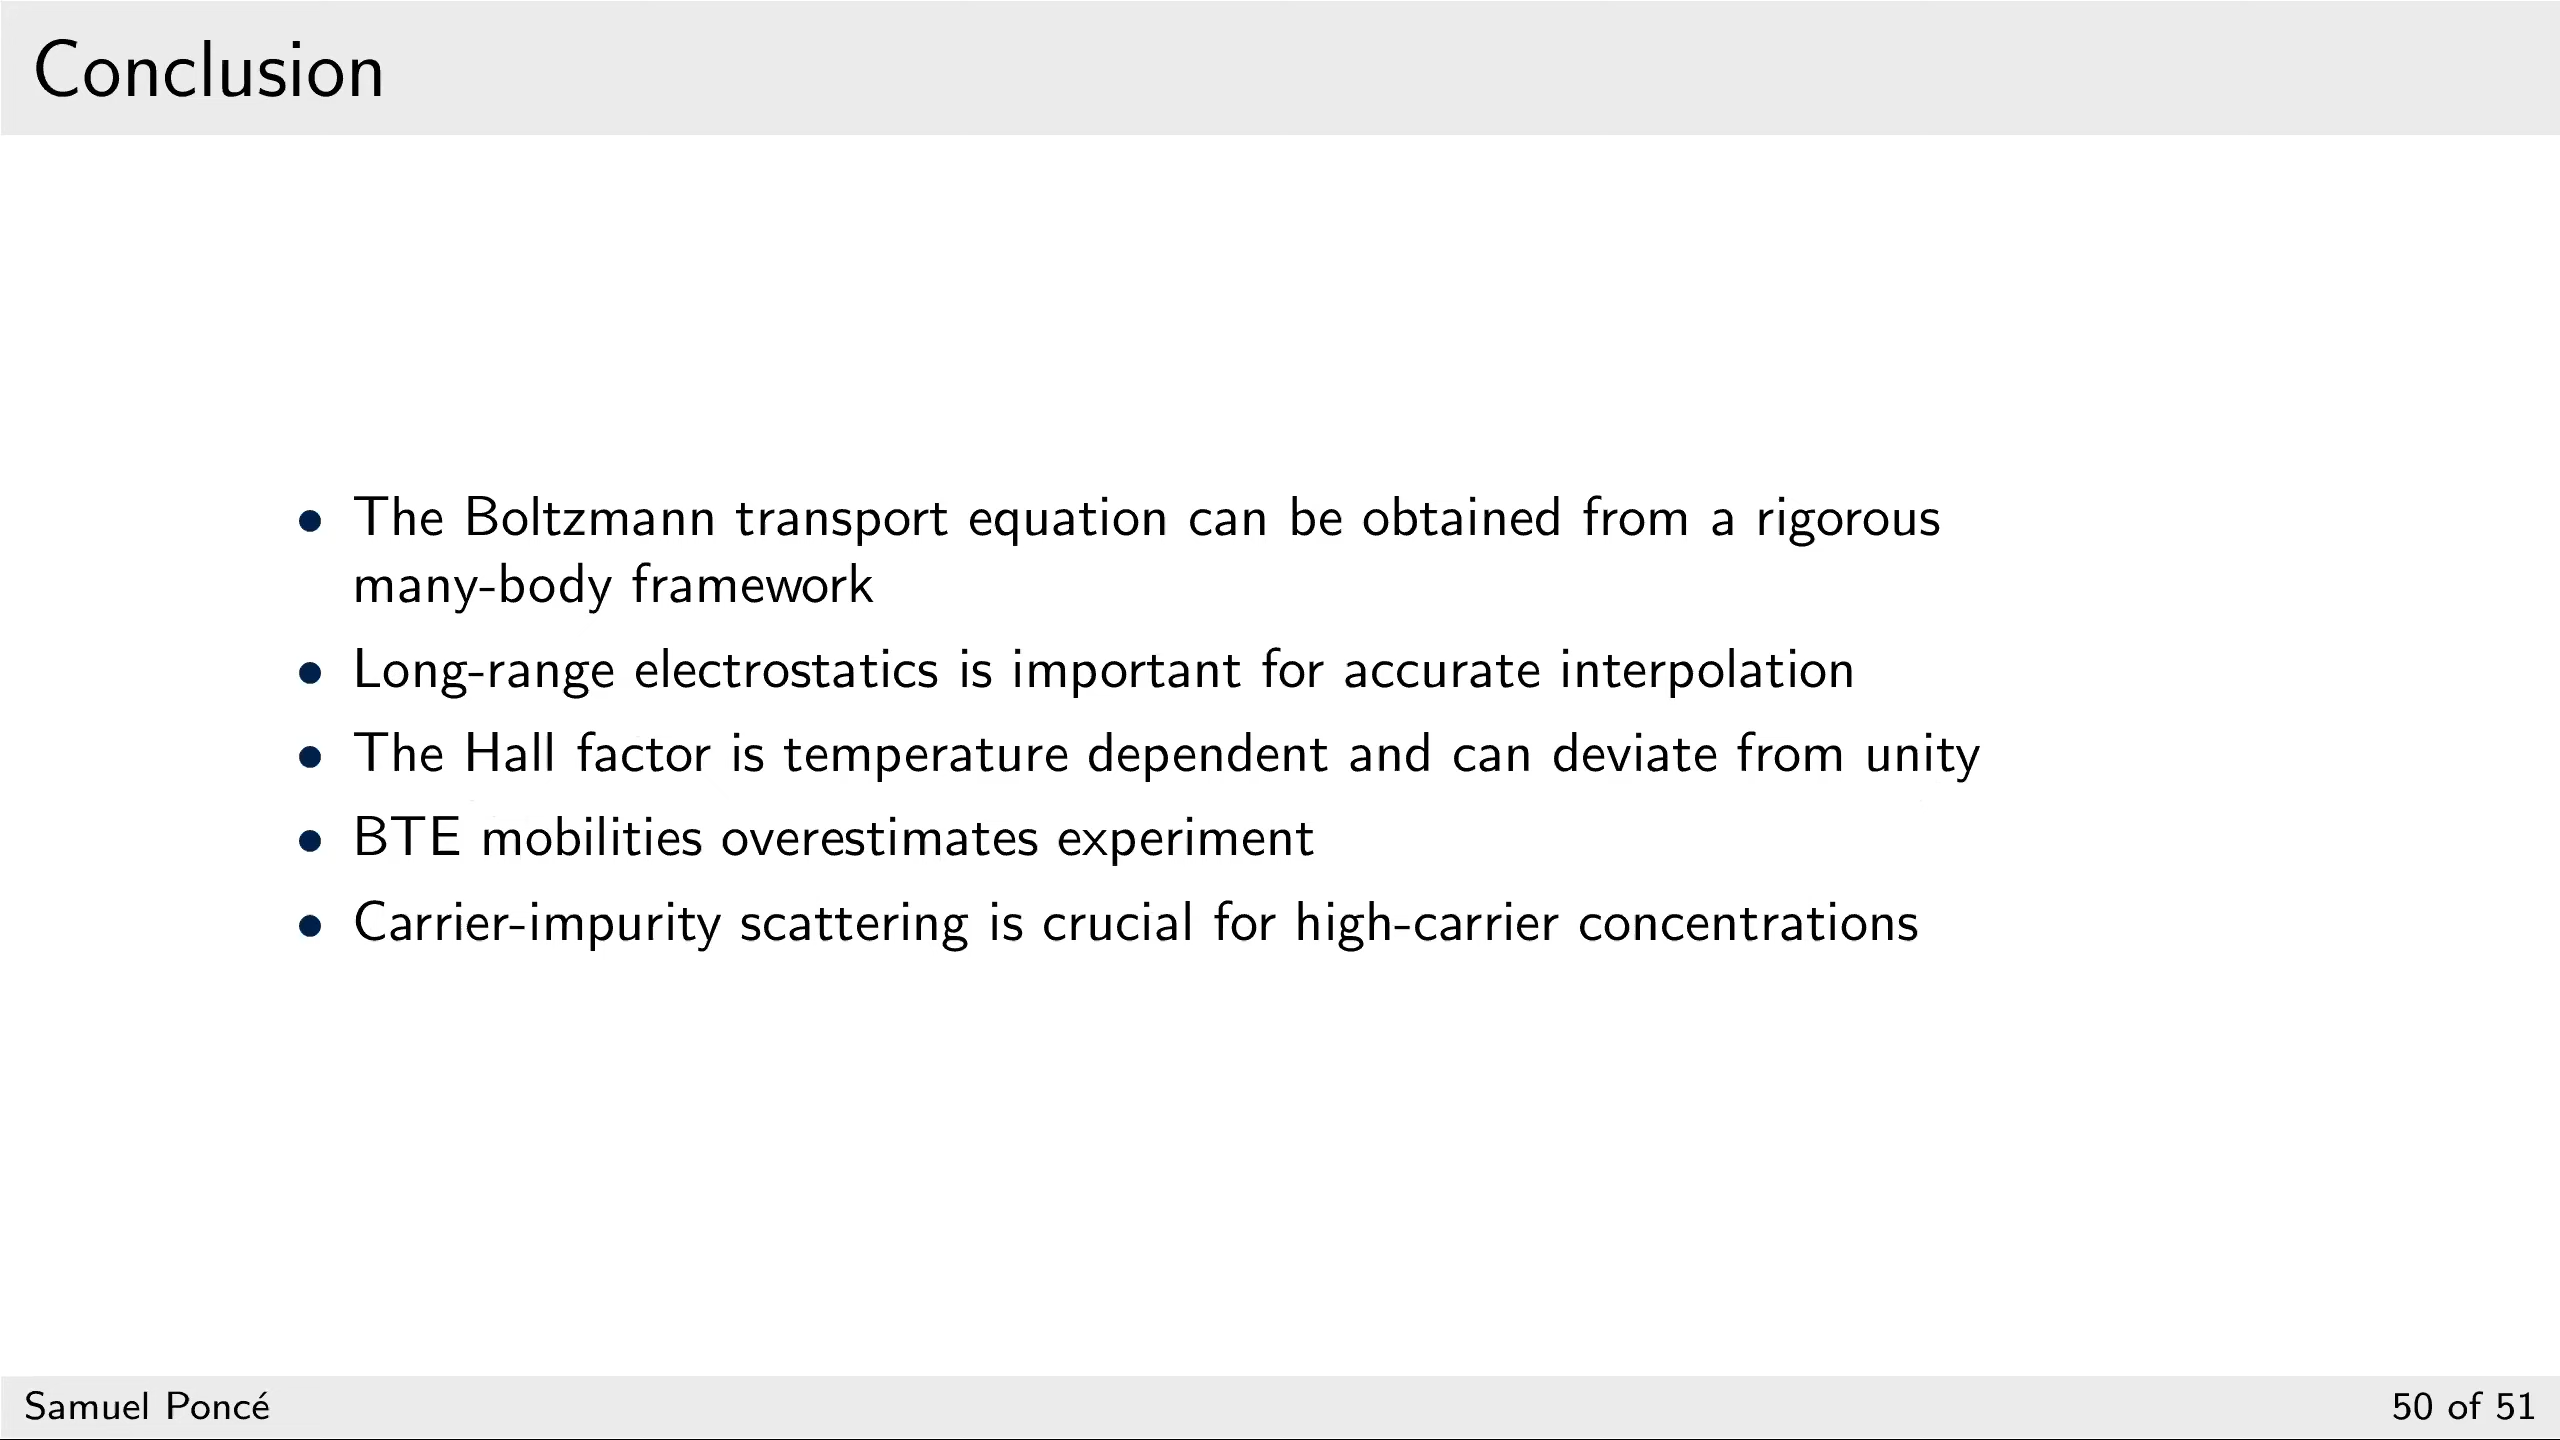 Conclusion
• The Boltzmann transport equation can be obtained from a rigorous
many-body framework
• Long-range electrostatics is important for accurate interpolation
• The Hall factor is temperature dependent and can deviate from unity
• BTE mobilities overestimates experiment
• Carrier-impurity scattering is crucial for high-carrier concentrations
Samuel Poncé
50 of 51